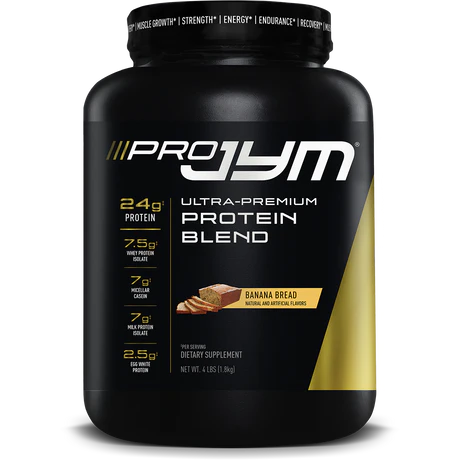 * | MUSCLE GROWTH* | STRENGTH* | ENERGY* | ENDURANCE* | RECOVERY* |
PRO JYM®
24g‡
PROTEIN
7.5g‡
WHEY PROTEIN
ISOLATE
7g‡
MICELLAR
CASEIN
7g‡
MILK PROTEIN
ISOLATE
2.5g‡
EGG WHITE
PROTEIN
ULTRA-PREMIUM
PROTEIN
BLEND
BANANA BREAD
NATURAL AND ARTIFICIAL FLAVORS
‡PER SERVING
DIETARY SUPPLEMENT
NET WT. 4 LBS (1.8kg)